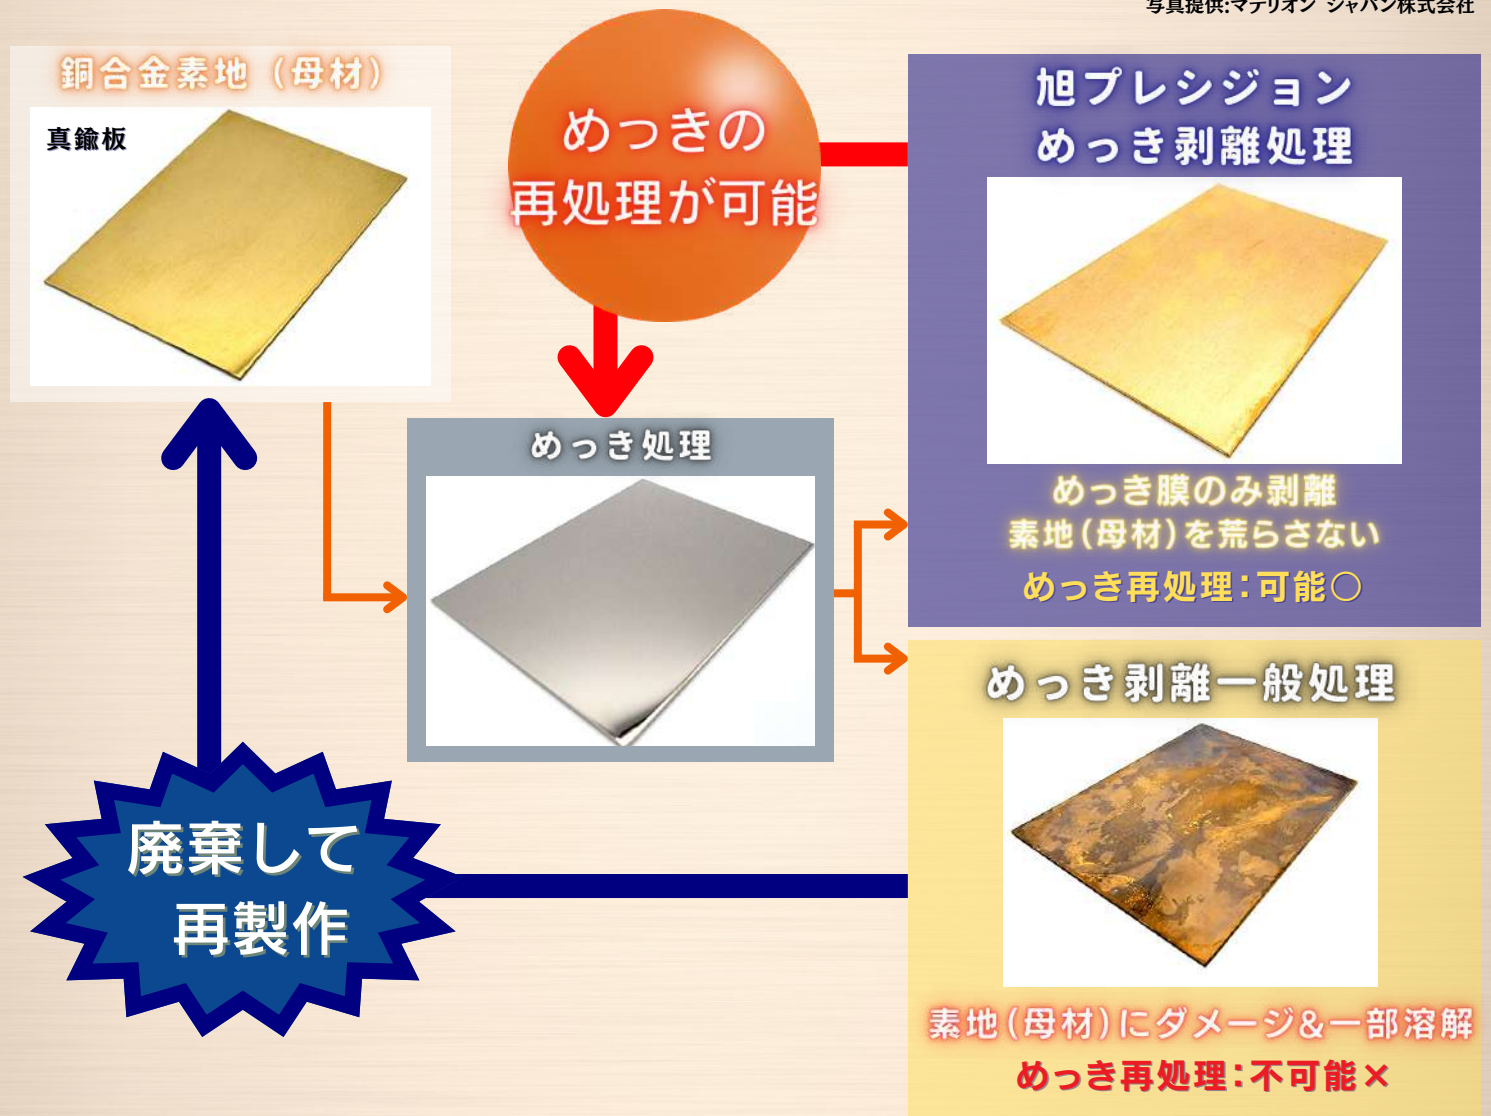 写真提供:マテリオン ジャパン株式会社
銅合金素地（母材）
真鍮板
めっきの
再処理が可能
旭プレシジョン
めっき剥離処理
めっき膜のみ剥離
素地（母材）を荒らさない
めっき再処理：可能○
めっき処理
めっき剥離一般処理
素地（母材）にダメージ&一部溶解
めっき再処理：不可能×
廃棄して
再製作